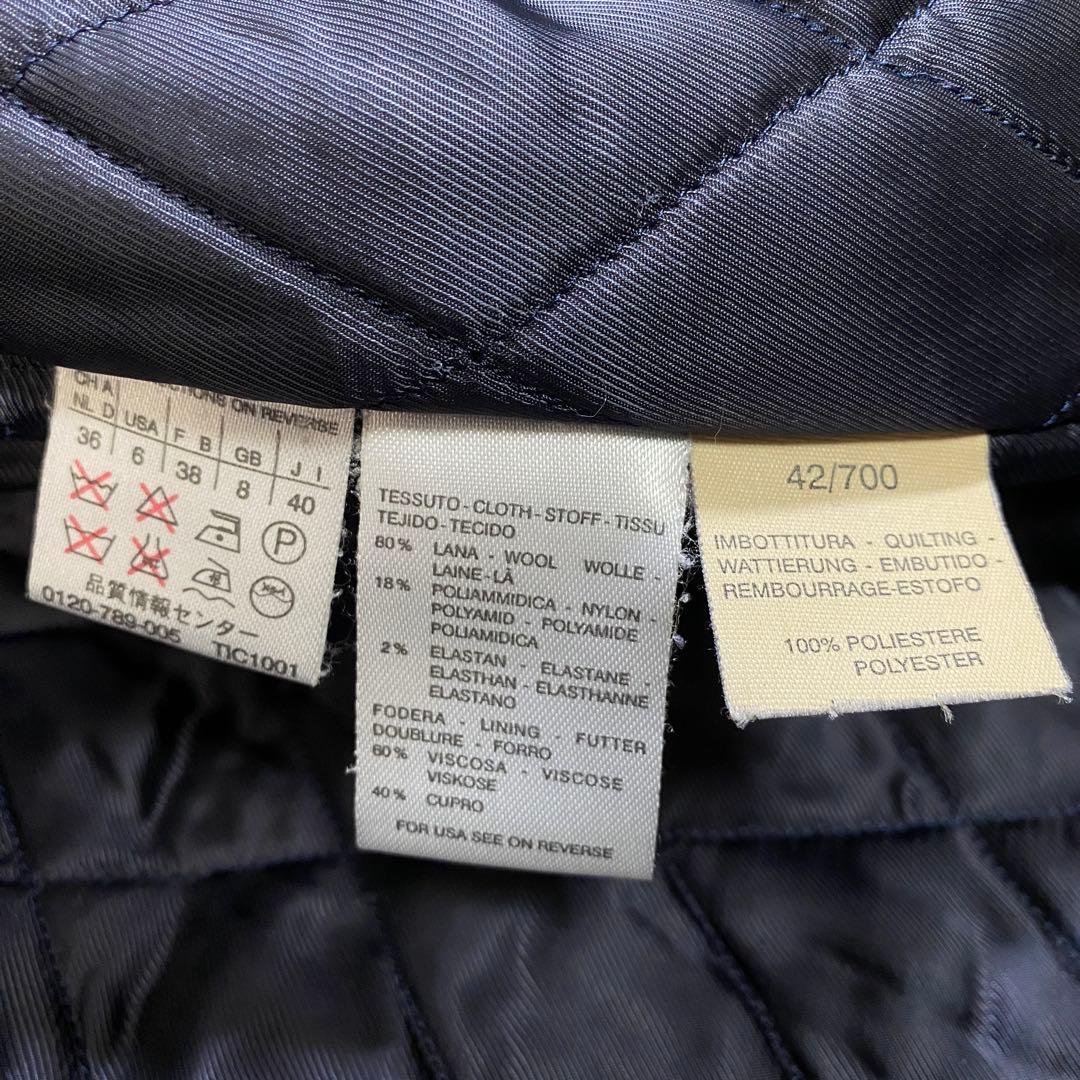 CH A
NL D USA F B GB J I
36 6 38 8 40
ON REVERSE
P
品質情報センター
0120-789-005
TIC1001
TESSUTO-CLOTH-STOFF-TISSU
TEJIDO-TECIDO
80% LANA - WOOL WOLLE -
LAINE-LÃ
18% POLIAMMIDICA - NYLON -
POLYAMID - POLYAMIDE
POLIAMIDICA
2% ELASTAN - ELASTANE
ELASTHAN - ELASTHANNE
ELASTANO
FODERA - LINING - FUTTER
DOUBLURE - FORRO
60% VISCOSA - VISCOSE
VISKOSE
40% CUPRO
FOR USA SEE ON REVERSE
42/700
IMBOTTITURA - QUILTING -
WATTIERUNG - EMBUTIDO -
REMBOURRAGE-ESTOFO
100% POLIESTERE
POLYESTER